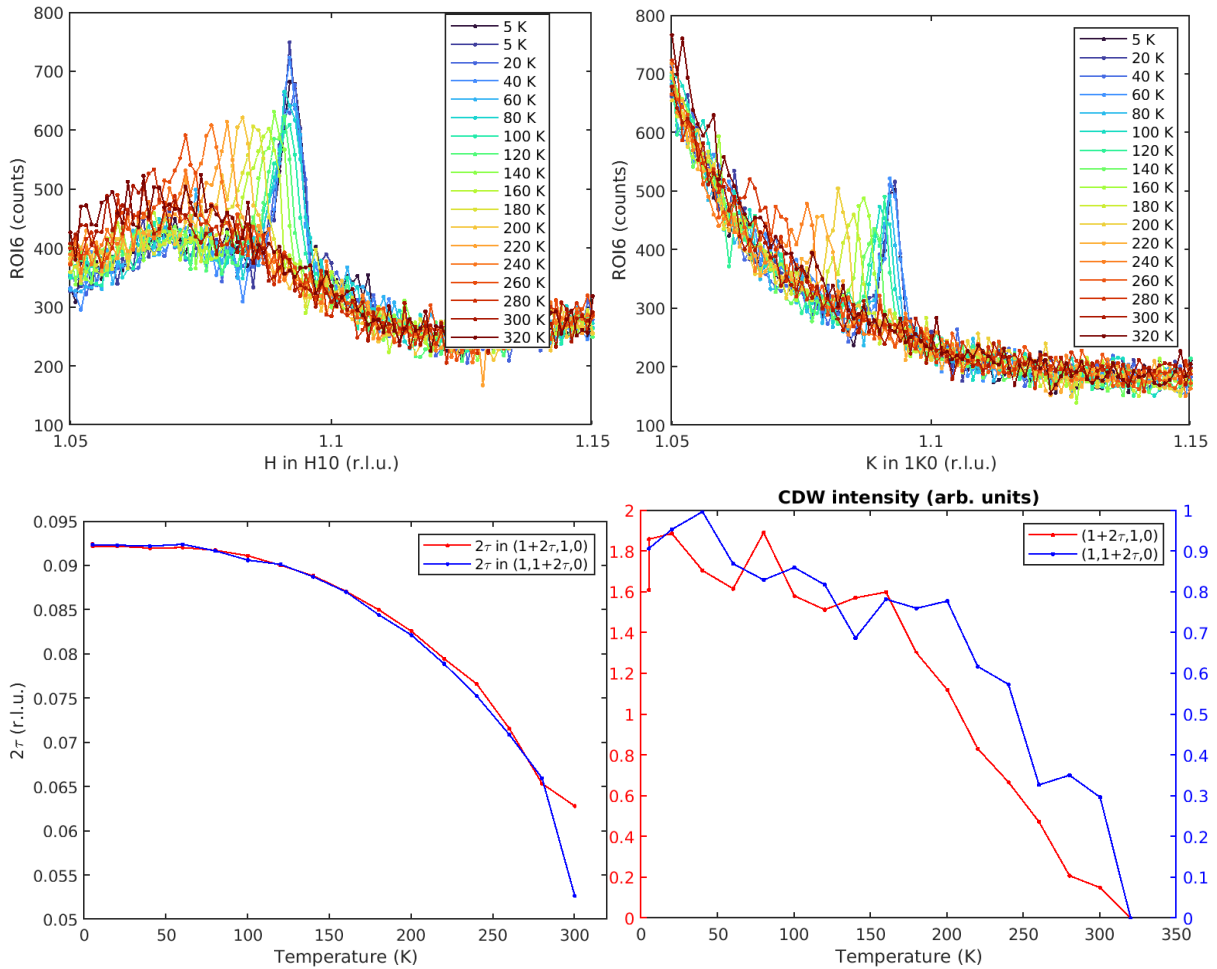 800
700
600
500
400
300
200
100
ROI6 (counts)
1.05
1.1
1.15
H in H10 (r.l.u.)
5 K
5 K
20 K
40 K
60 K
80 K
100 K
120 K
140 K
160 K
180 K
200 K
220 K
240 K
260 K
280 K
300 K
320 K
800
700
600
500
400
300
200
100
ROI6 (counts)
1.05
1.1
1.15
K in 1K0 (r.l.u.)
5 K
20 K
40 K
60 K
80 K
100 K
120 K
140 K
160 K
180 K
200 K
220 K
240 K
260 K
280 K
300 K
320 K
0.095
0.09
0.085
0.08
0.075
0.07
0.065
0.06
0.055
0.05
2τ (r.l.u.)
0
50
100
150
200
250
300
Temperature (K)
2τ in (1+2τ,1,0)
2τ in (1,1+2τ,0)
CDW intensity (arb. units)
2
1.8
1.6
1.4
1.2
1
0.8
0.6
0.4
0.2
0
1
0.9
0.8
0.7
0.6
0.5
0.4
0.3
0.2
0.1
0
(1+2τ,1,0)
(1,1+2τ,0)
0
50
100
150
200
250
300
350
Temperature (K)